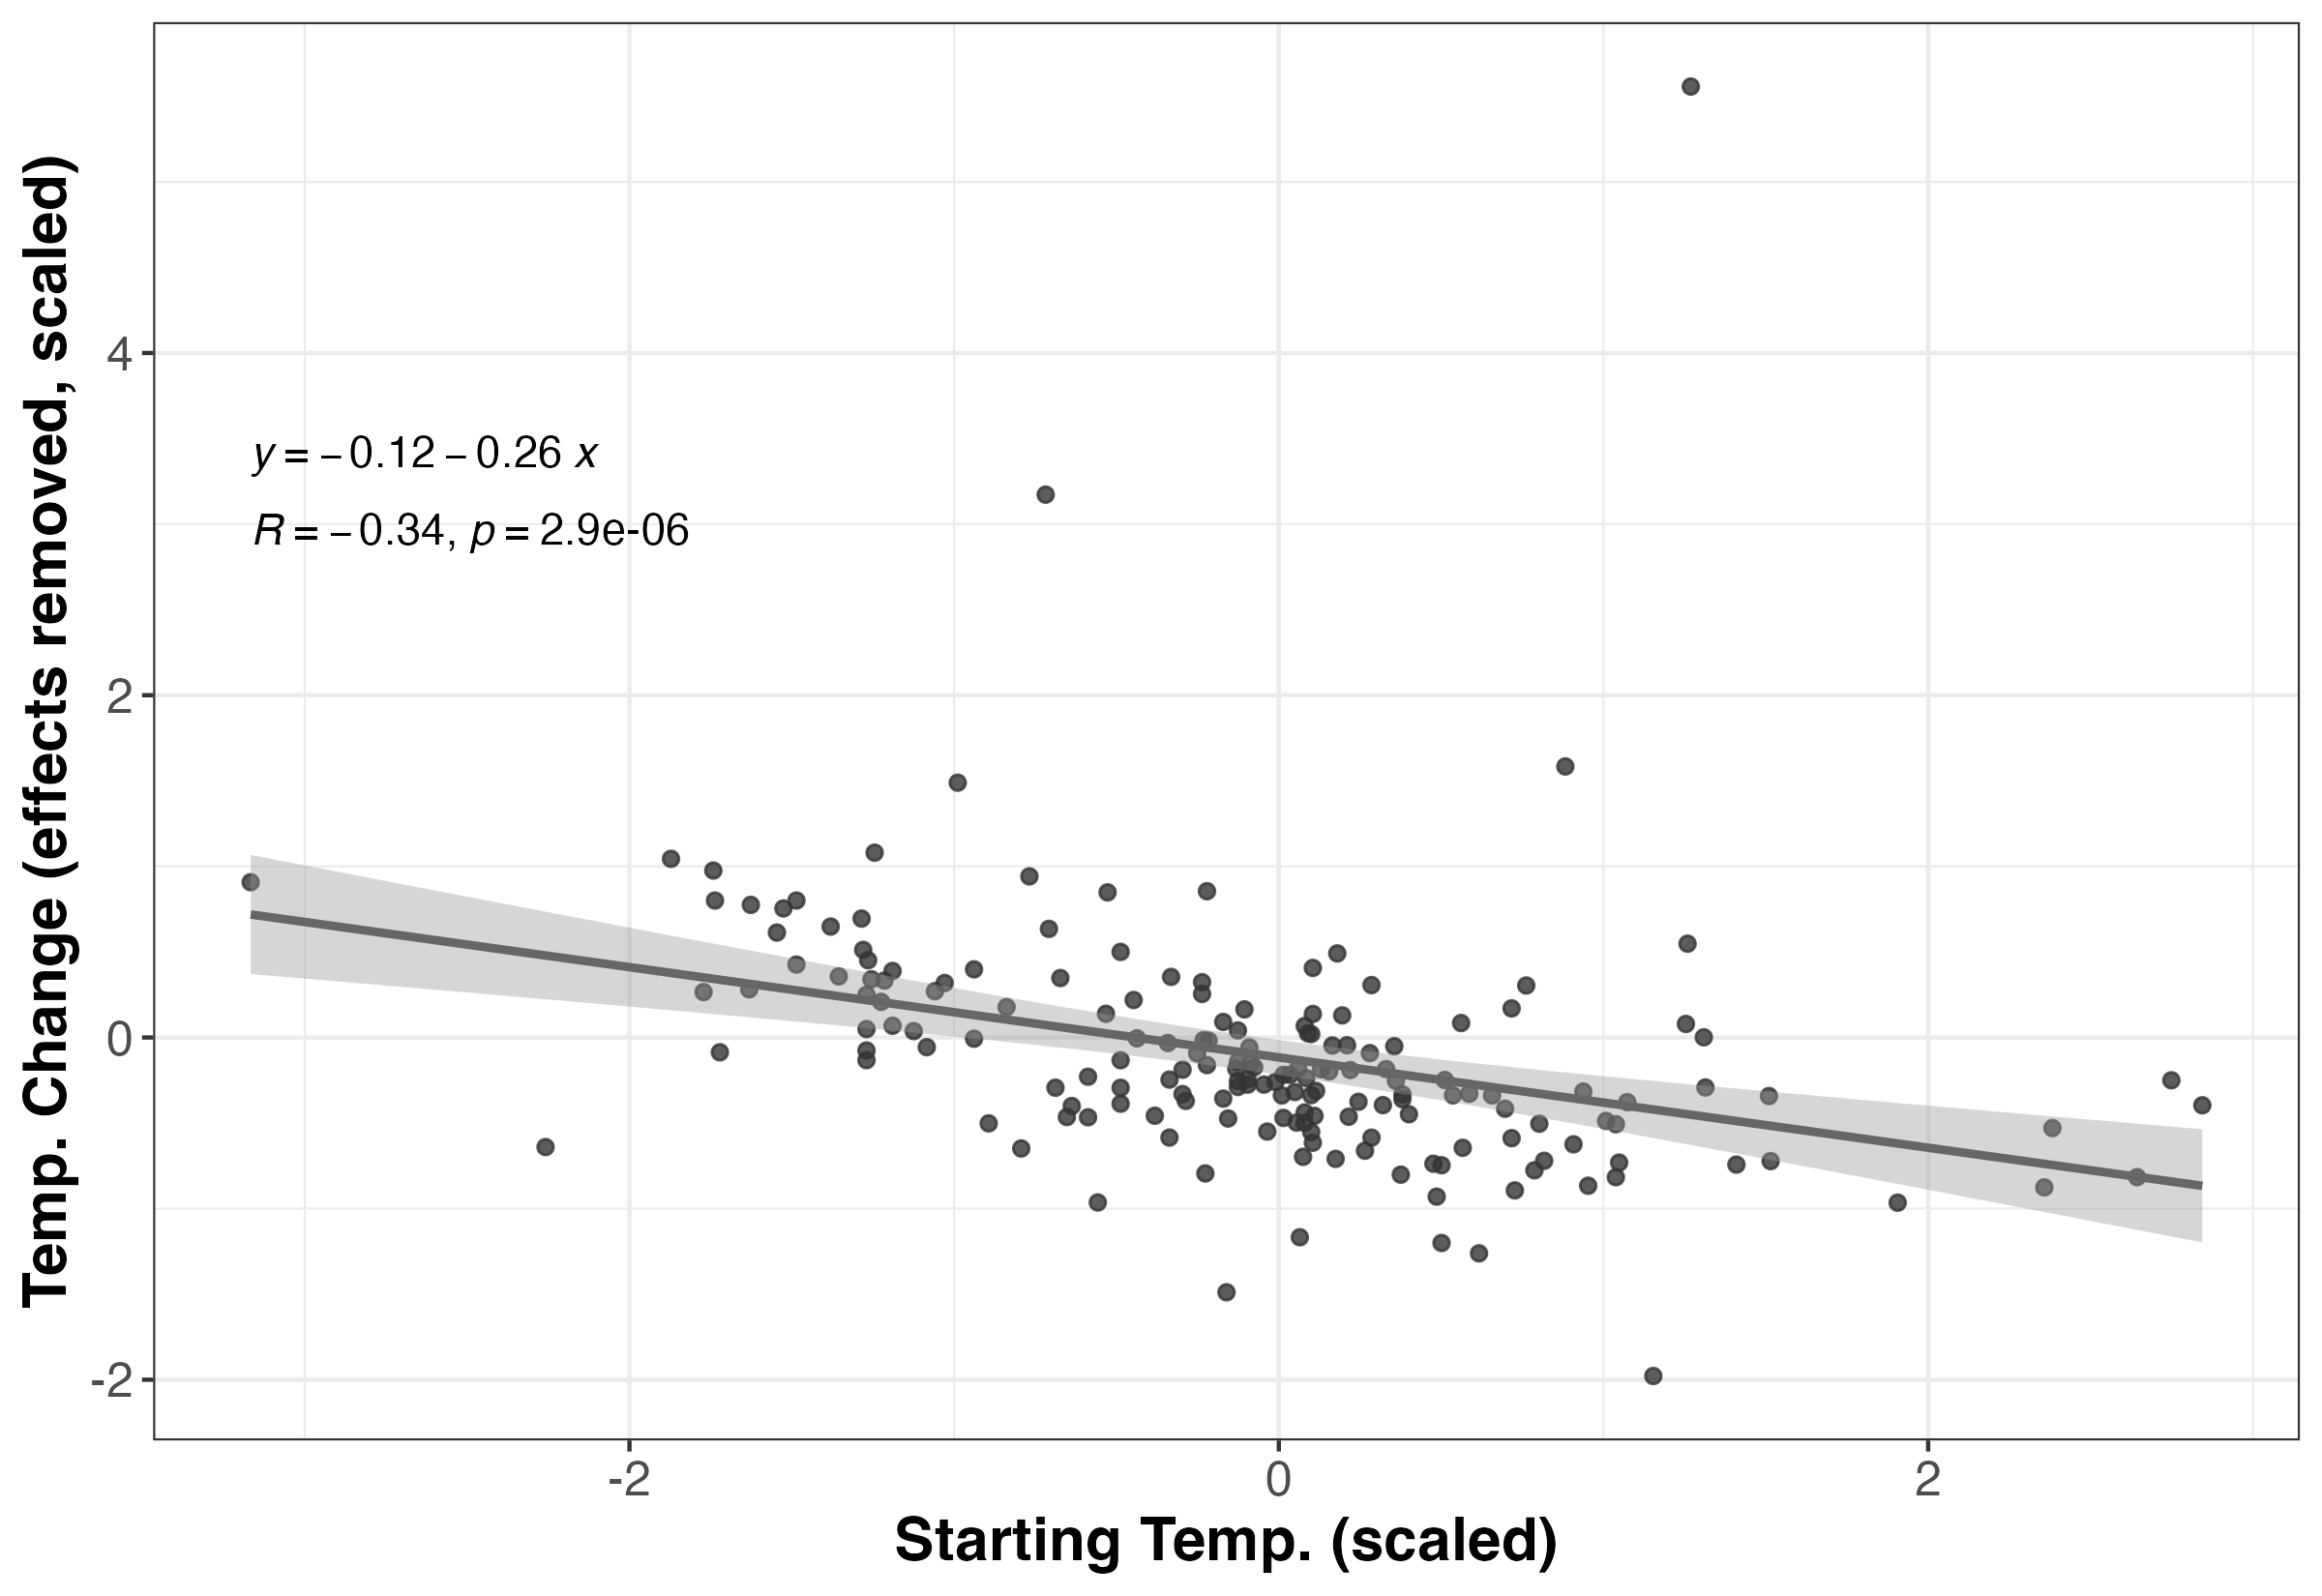 Temp. Change (effects removed, scaled)
4
2
0
-2
y = − 0.12 − 0.26 x
R = − 0.34, p = 2.9e-06
-2
0
2
Starting Temp. (scaled)